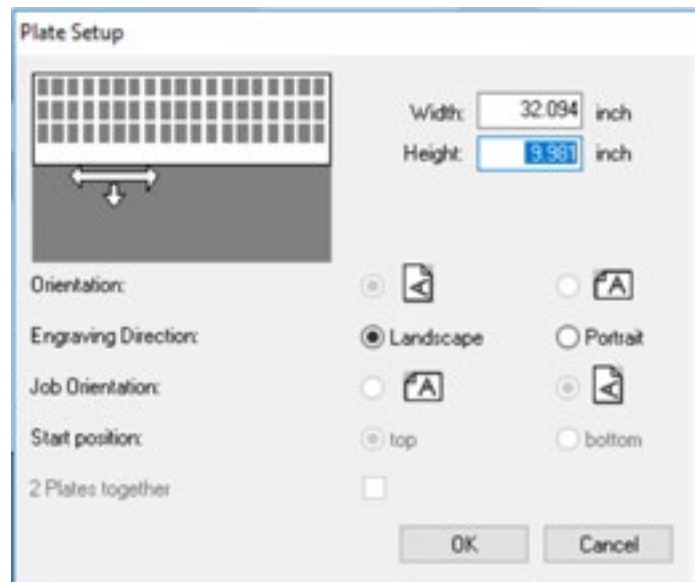 Plate Setup
Width: 32.094 inch
Height: 9.981 inch
Orientation: A A
Engraving Direction: Landscape Portrait
Job Orientation: A A
Start position: top bottom
2 Plates together
OK Cancel